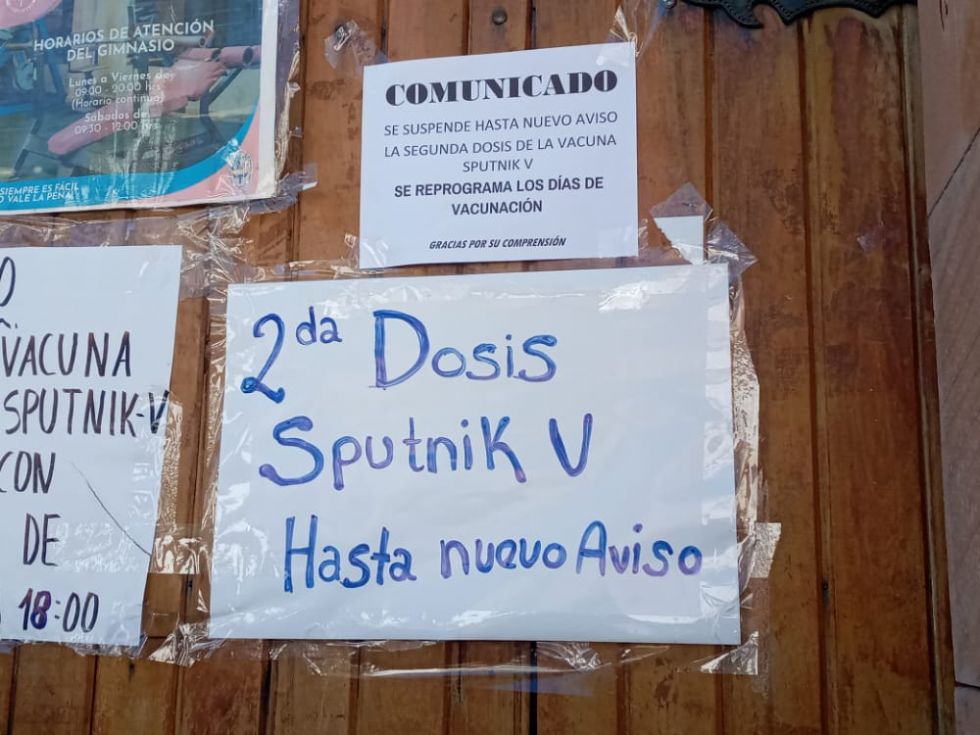 HORARIOS DE ATENCIÓN
DEL GIMNASIO
Lunes a Viernes de
09:00 - 20:00 hrs
(Horario continuo)
Sábados de
09:30 - 12:00 hrs
SIEMPRE ES FÁCIL
VALE LA PENA
COMUNICADO
SE SUSPENDE HASTA NUEVO AVISO
LA SEGUNDA DOSIS DE LA VACUNA
SPUTNIK V
SE REPROGRAMA LOS DÍAS DE
VACUNACIÓN
GRACIAS POR SU COMPRENSIÓN
VACUNA
SPUTNIK-V
CON
DE
18:00
2da Dosis
Sputnik V
Hasta nuevo Aviso